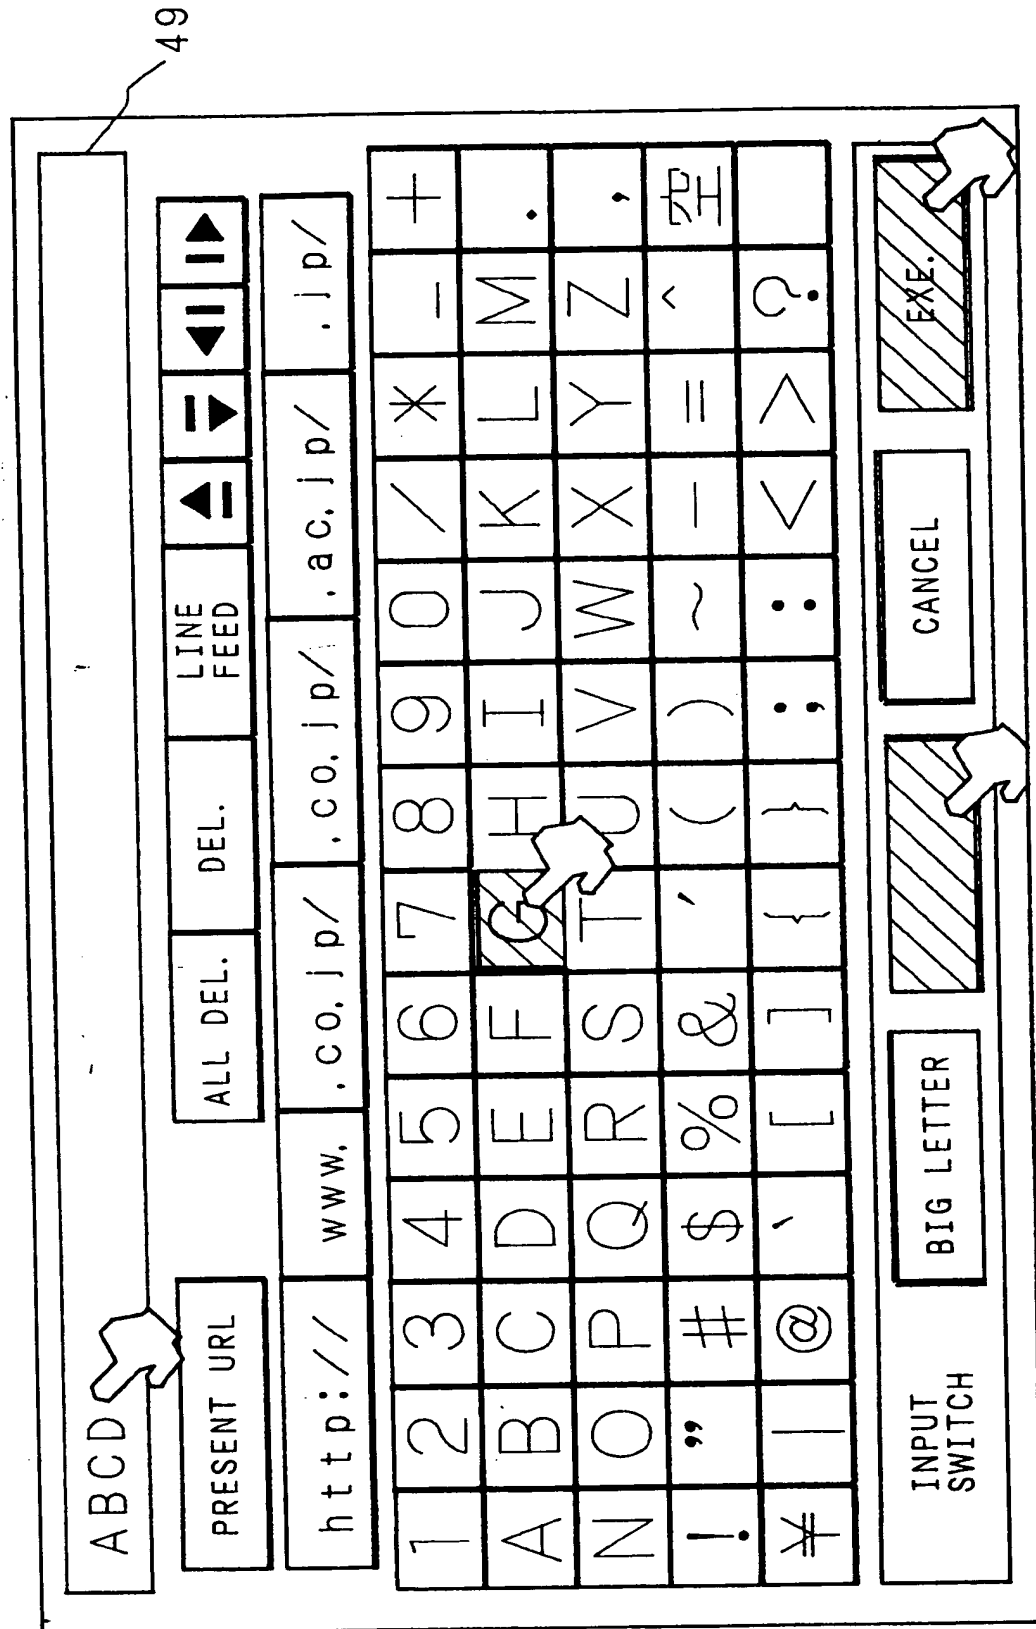 49
ABCD
PRESENT URL
ALL DEL.
DEL.
LINE
FEED
http://
www.
.co.jp/
.co.jp/
.ac.jp/
.jp/
1 2 3 4 5 6 7 8 9 0 / * - +
A B C D E F G H I J K L M .
N O P Q R S T U V W X Y Z ,
! " # $ % & ' ( ) ~ - = ^ 空
¥ | @ ` [ ] { } ; : < > ?
INPUT
SWITCH
BIG LETTER
CANCEL
EXE.